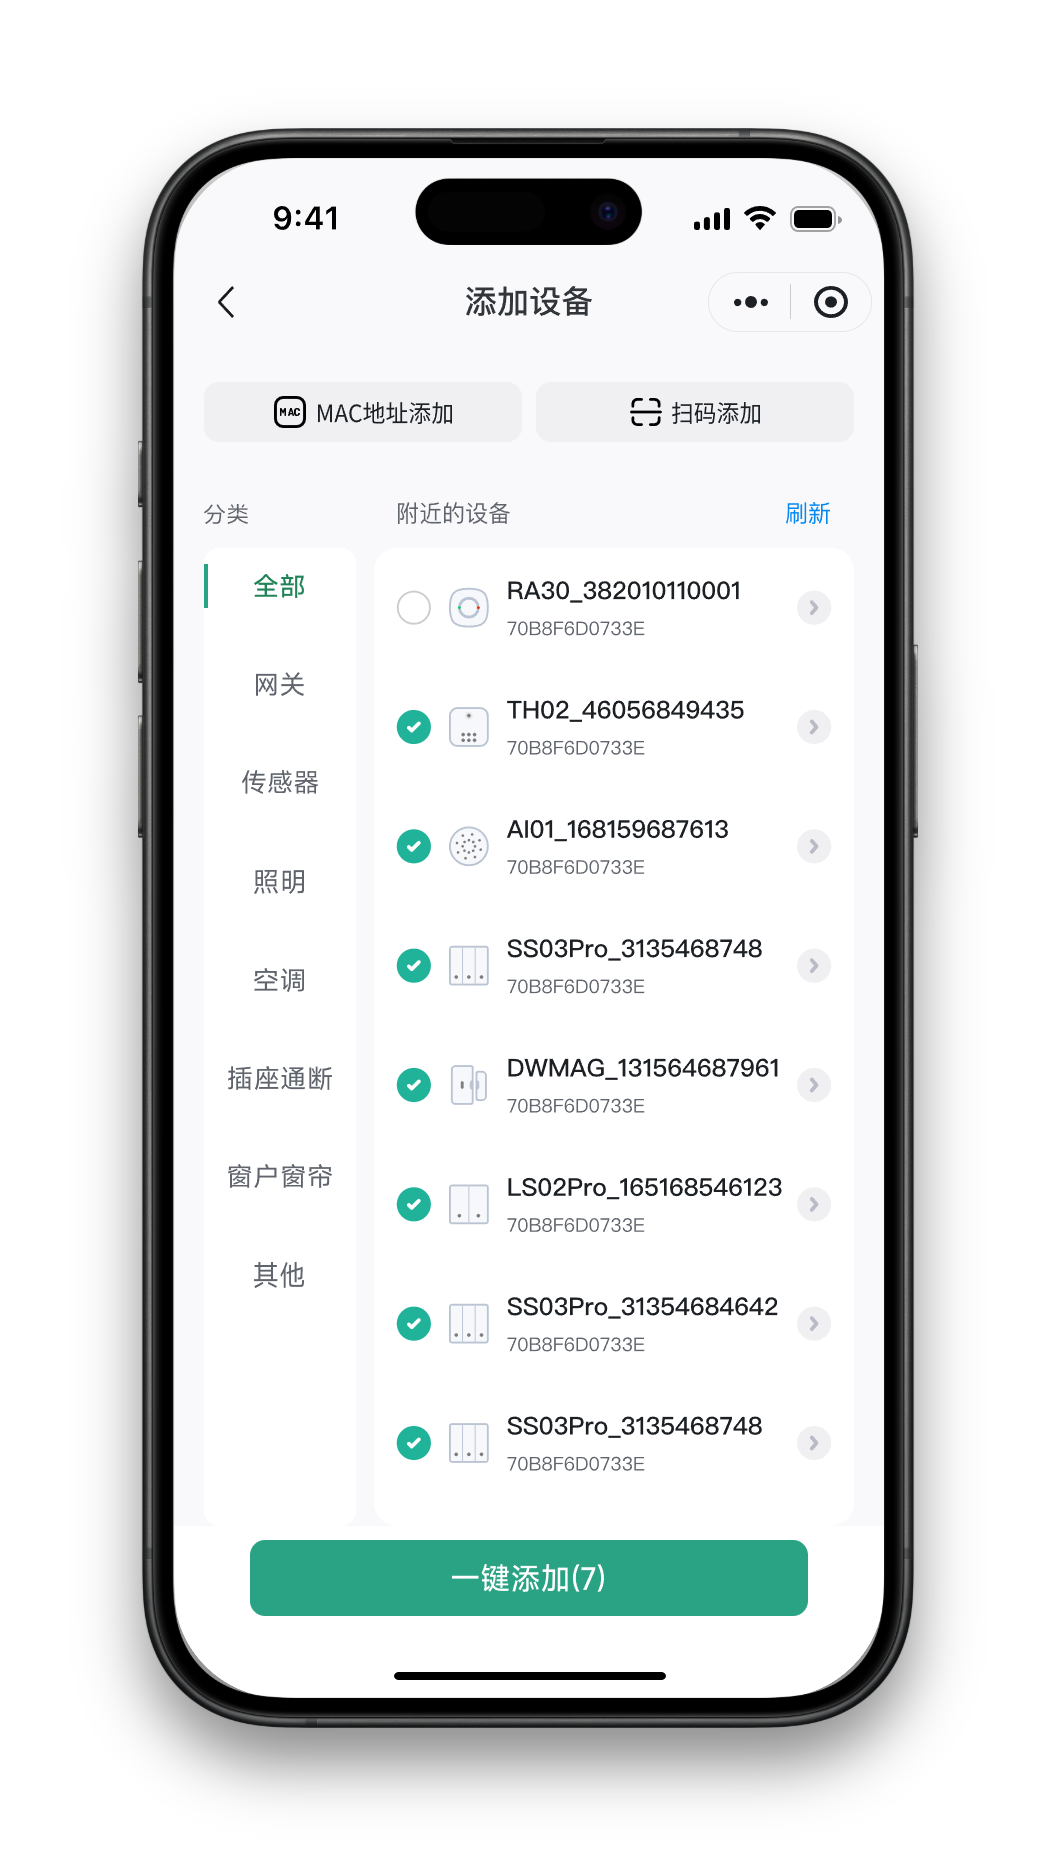 9:41
添加设备
MAC MAC地址添加
扫码添加
分类
附近的设备
刷新
全部
网关
传感器
照明
空调
插座通断
窗户窗帘
其他
RA30_382010110001
70B8F6D0733E
TH02_46056849435
70B8F6D0733E
AI01_168159687613
70B8F6D0733E
SS03Pro_3135468748
70B8F6D0733E
DWMAG_131564687961
70B8F6D0733E
LS02Pro_165168546123
70B8F6D0733E
SS03Pro_31354684642
70B8F6D0733E
SS03Pro_3135468748
70B8F6D0733E
一键添加(7)